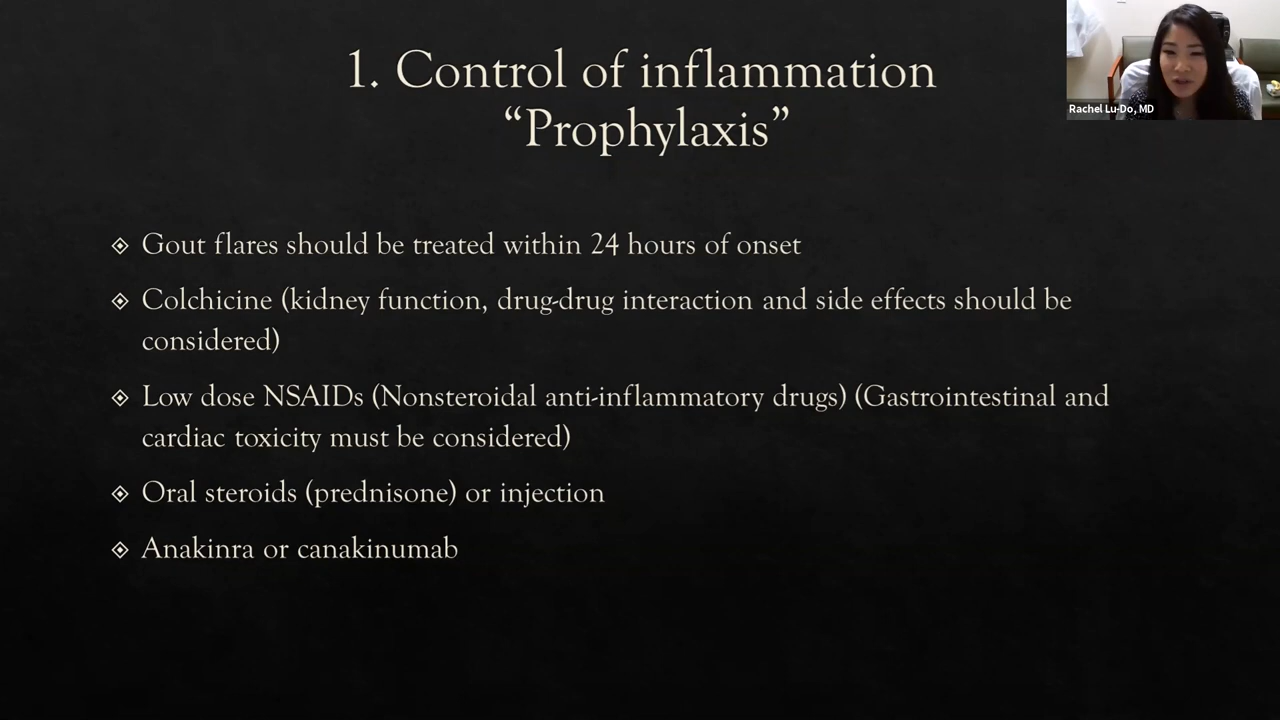 1. Control of inflammation
“Prophylaxis”
Rachel Lu-Do, MD
Gout flares should be treated within 24 hours of onset
Colchicine (kidney function, drug-drug interaction and side effects should be
considered)
Low dose NSAIDs (Nonsteroidal anti-inflammatory drugs) (Gastrointestinal and
cardiac toxicity must be considered)
Oral steroids (prednisone) or injection
Anakinra or canakinumab